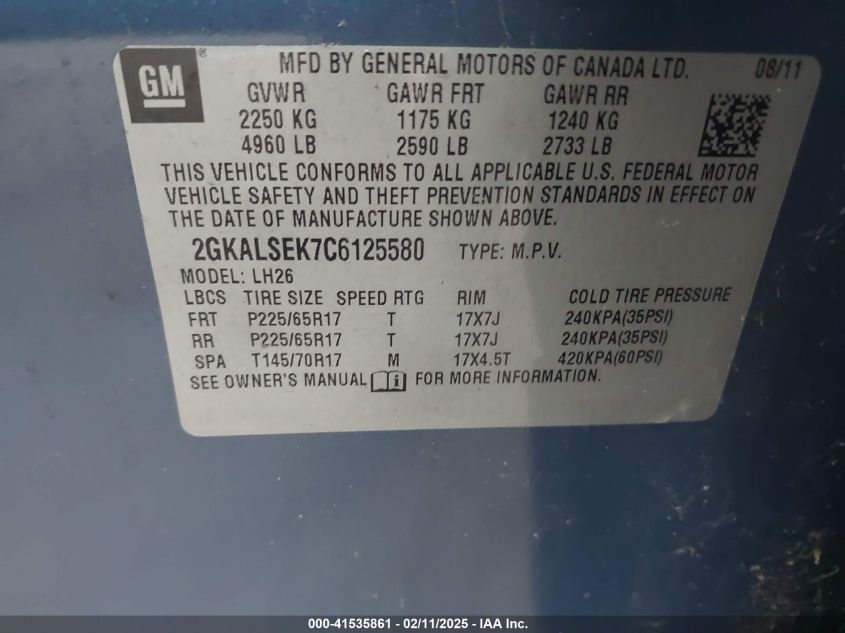 GM
MFD BY GENERAL MOTORS OF CANADA LTD. 08/11
GVWR GAWR FRT GAWR RR
2250 KG 1175 KG 1240 KG
4960 LB 2590 LB 2733 LB
THIS VEHICLE CONFORMS TO ALL APPLICABLE U.S. FEDERAL MOTOR
VEHICLE SAFETY AND THEFT PREVENTION STANDARDS IN EFFECT ON
THE DATE OF MANUFACTURE SHOWN ABOVE.
2GKALSEK7C6125580 TYPE: M.P.V.
MODEL: LH26
LBCS TIRE SIZE SPEED RTG RIM COLD TIRE PRESSURE
FRT P225/65R17 T 17X7J 240KPA(35PSI)
RR P225/65R17 T 17X7J 240KPA(35PSI)
SPA T145/70R17 M 17X4.5T 420KPA(60PSI)
SEE OWNER'S MANUAL i FOR MORE INFORMATION.
000-41535861 - 02/11/2025 - IAA Inc.